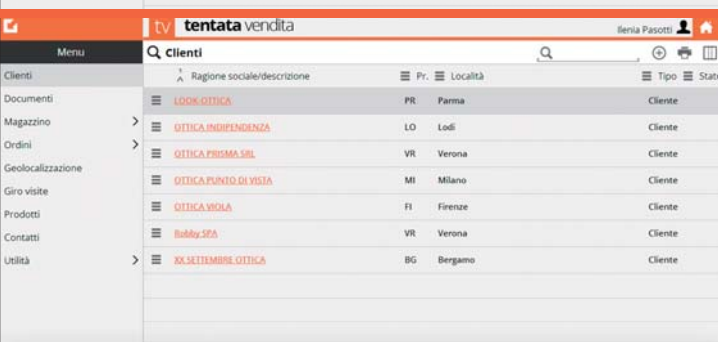 tv tentata vendita
Ilenia Pasotti
Menu
Clienti
Clienti
Ragione sociale/descrizione Pr. Località Tipo Stato
Documenti
Magazzino
Ordini
Geolocalizzazione
Giro visite
Prodotti
Contatti
Utilità
LOOK OTTICA PR Parma Cliente
OTTICA INDIPENDENZA LO Lodi Cliente
OTTICA PRISMA SRL VR Verona Cliente
OTTICA PUNTO DI VISTA MI Milano Cliente
OTTICA VIOLA FI Firenze Cliente
Robby SPA VR Verona Cliente
XX SETTEMBRE OTTICA BG Bergamo Cliente